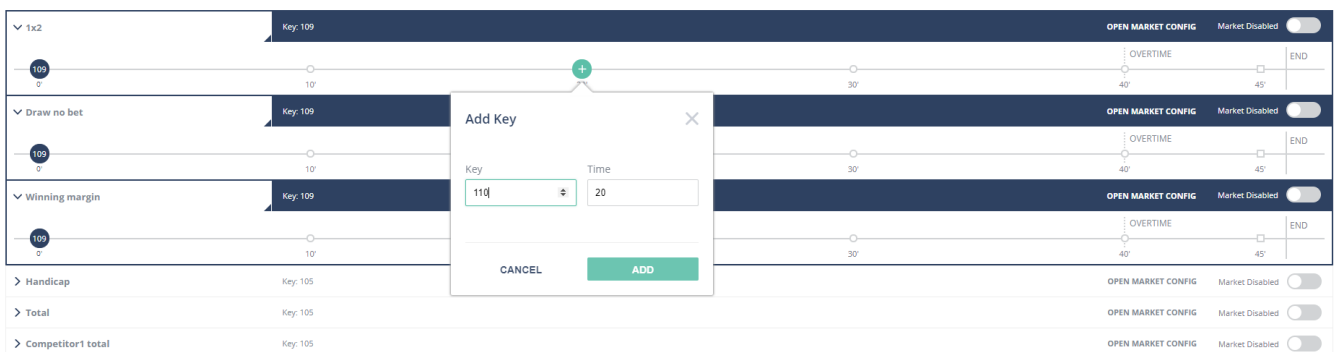 1x2 Key: 109 OPEN MARKET CONFIG Market Disabled
OVERTIME END
109
0' 10' 30' 40' 45'
Draw no bet Key: 109 OPEN MARKET CONFIG Market Disabled
OVERTIME END
109
0' 10' 30' 40' 45'
Winning margin Key: 109 OPEN MARKET CONFIG Market Disabled
OVERTIME END
109
0' 10' 30' 40' 45'
Add Key
Key Time
110 20
CANCEL ADD
Handicap Key: 105 OPEN MARKET CONFIG Market Disabled
Total Key: 105 OPEN MARKET CONFIG Market Disabled
Competitor1 total Key: 105 OPEN MARKET CONFIG Market Disabled